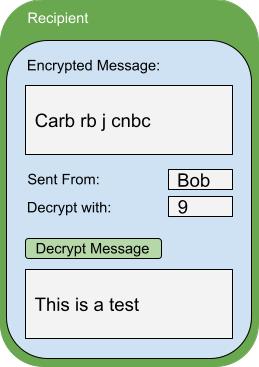 Recipient
Encrypted Message:
Carb rb j cnbc
Sent From:
Bob
Decrypt with:
9
Decrypt Message
This is a test